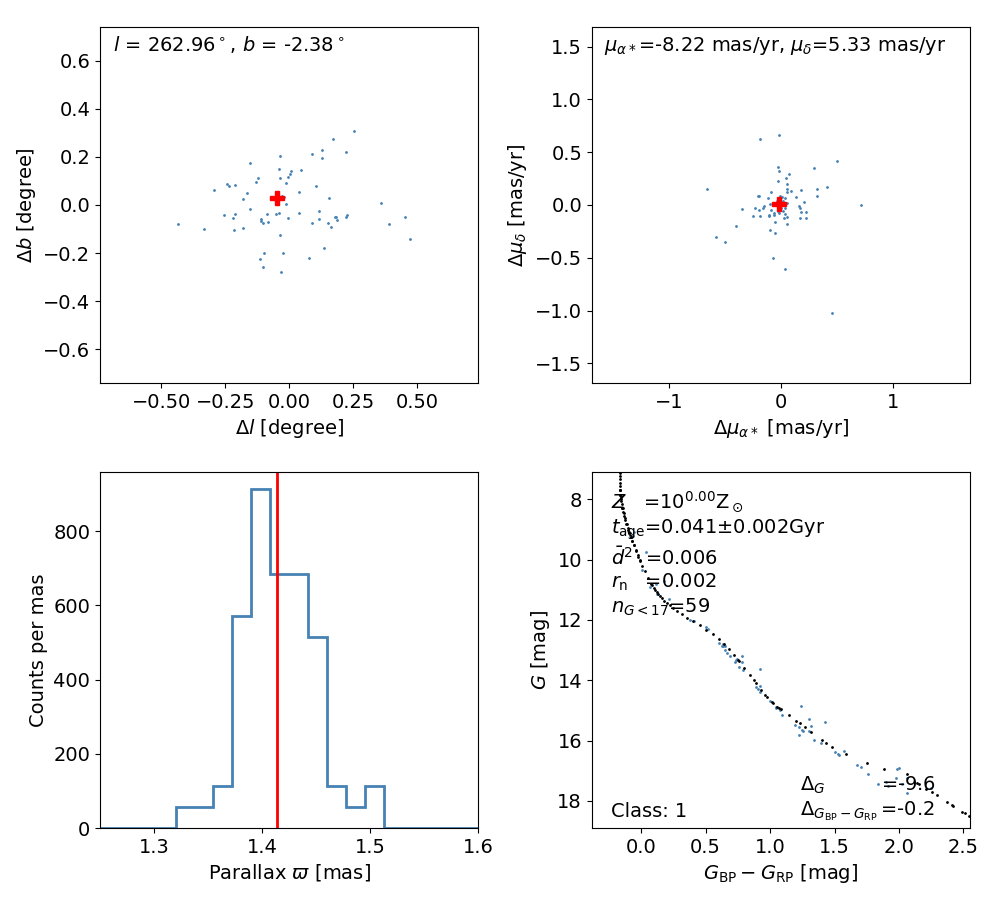 l = 262.96°, b = -2.38°
0.6
0.4
0.2
0.0
−0.2
−0.4
−0.6
Δb [degree]
−0.50 −0.25 0.00 0.25 0.50
Δl [degree]
μα*=-8.22 mas/yr, μδ=5.33 mas/yr
1.5
1.0
0.5
0.0
−0.5
−1.0
−1.5
Δμδ [mas/yr]
−1 0 1
Δμα* [mas/yr]
800
600
400
200
0
Counts per mas
1.3 1.4 1.5 1.6
Parallax ϖ [mas]
Z =10^0.00 Z⊙
t_age=0.041±0.002Gyr
d̄² =0.006
r_n =0.002
n_G<17=59
8
10
12
14
16
18
G [mag]
Δ_G =-9.6
Δ_G_BP−G_RP =-0.2
Class: 1
0.0 0.5 1.0 1.5 2.0 2.5
G_BP − G_RP [mag]